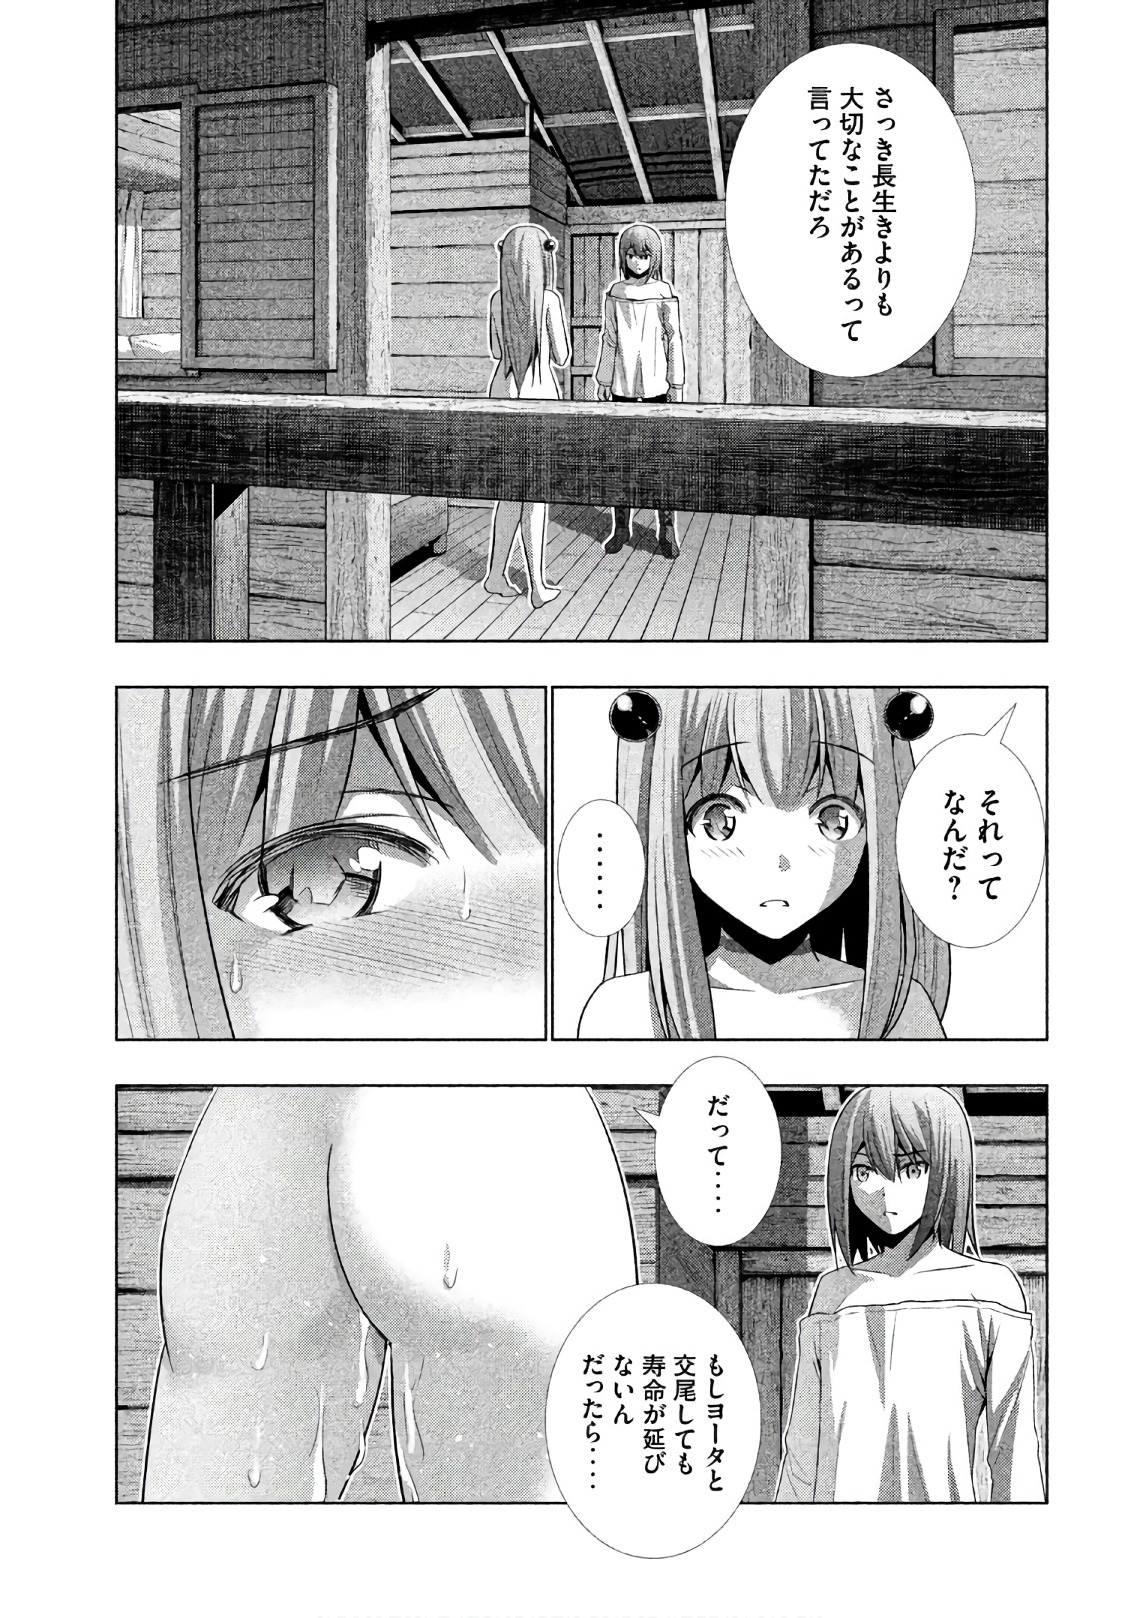 さっき長生きよりも
大切なことがあるって
言ってただろ
それって
なんだ？
・・・・・・
だって・・・・
もしヨータと
交尾しても
寿命が延び
ないん
だったら・・・・